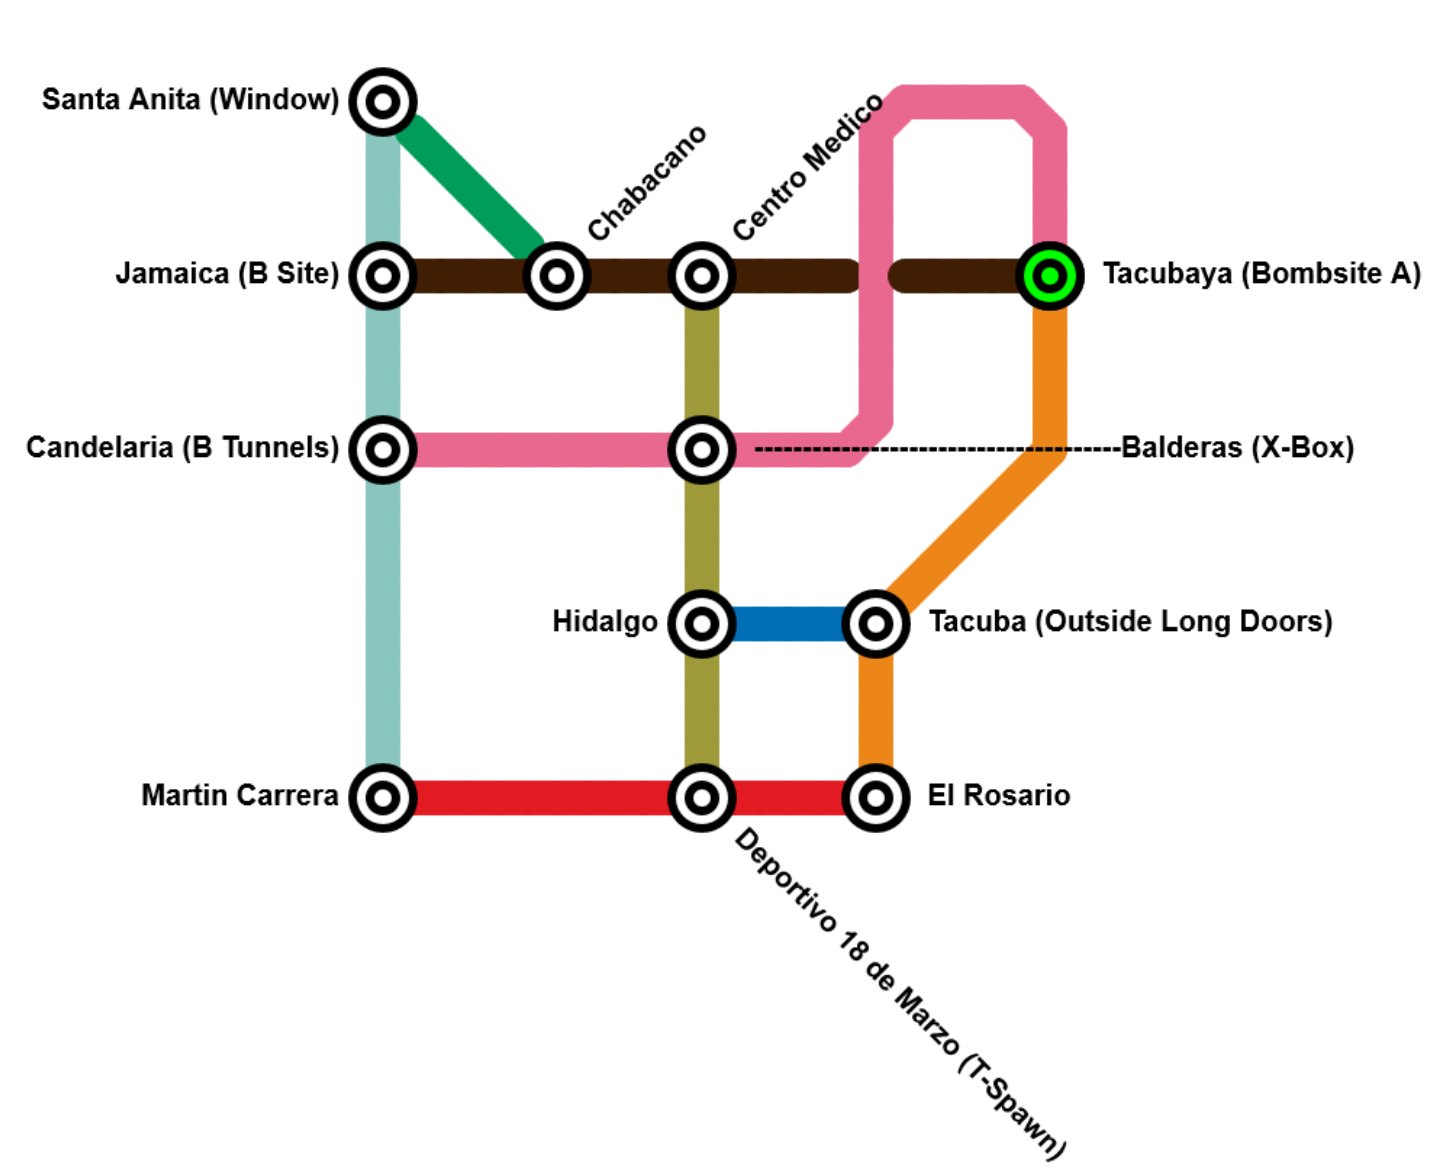 Santa Anita (Window)
Chabacano
Centro Medico
Jamaica (B Site)
Tacubaya (Bombsite A)
Candelaria (B Tunnels)
Balderas (X-Box)
Hidalgo
Tacuba (Outside Long Doors)
Martin Carrera
El Rosario
Deportivo 18 de Marzo (T-Spawn)